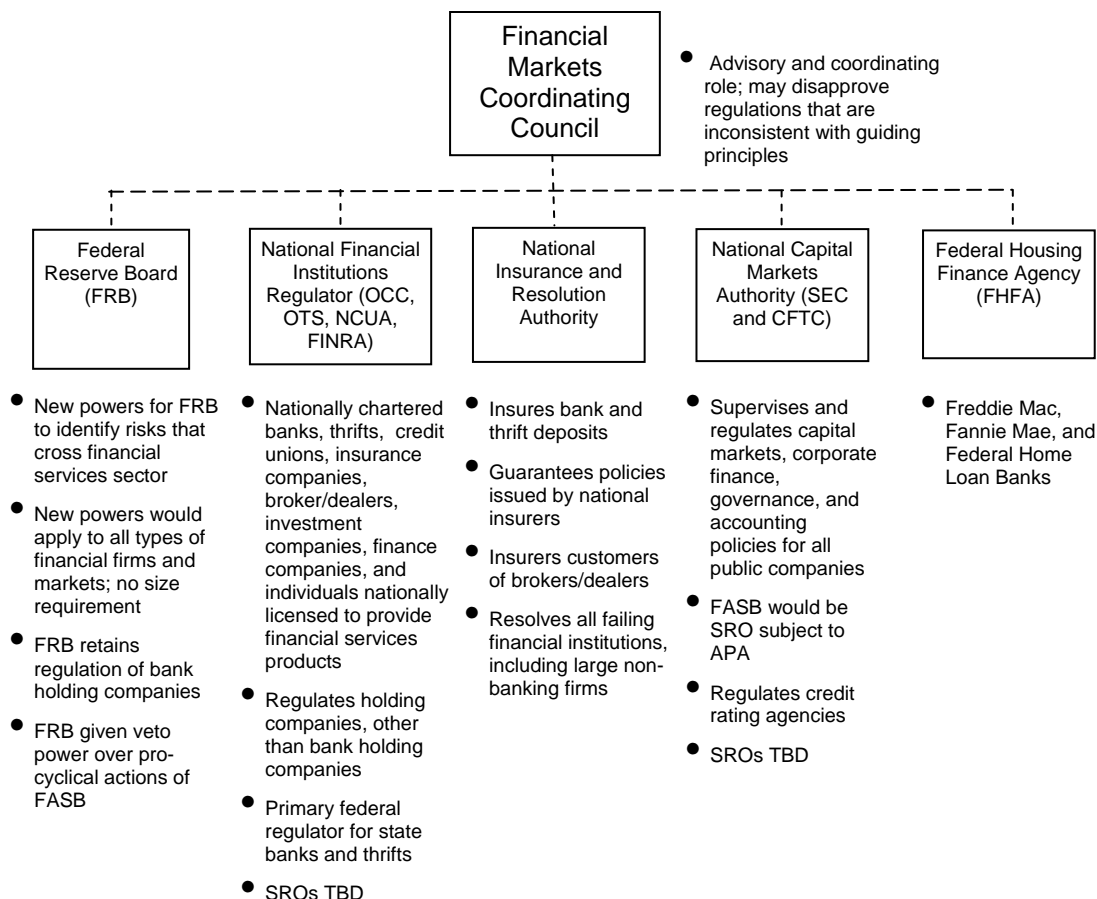 Financial
Markets
Coordinating
Council
● Advisory and coordinating
role; may disapprove
regulations that are
inconsistent with guiding
principles
Federal
Reserve Board
(FRB)
National Financial
Institutions
Regulator (OCC,
OTS, NCUA,
FINRA)
National
Insurance and
Resolution
Authority
National Capital
Markets
Authority (SEC
and CFTC)
Federal Housing
Finance Agency
(FHFA)
● New powers for FRB
to identify risks that
cross financial
services sector
● New powers would
apply to all types of
financial firms and
markets; no size
requirement
● FRB retains
regulation of bank
holding companies
● FRB given veto
power over pro-
cyclical actions of
FASB
● Nationally chartered
banks, thrifts, credit
unions, insurance
companies,
broker/dealers,
investment
companies, finance
companies, and
individuals nationally
licensed to provide
financial services
products
● Regulates holding
companies, other
than bank holding
companies
● Primary federal
regulator for state
banks and thrifts
● SROs TBD
● Insures bank and
thrift deposits
● Guarantees policies
issued by national
insurers
● Insurers customers
of brokers/dealers
● Resolves all failing
financial institutions,
including large non-
banking firms
● Supervises and
regulates capital
markets, corporate
finance,
governance, and
accounting
policies for all
public companies
● FASB would be
SRO subject to
APA
● Regulates credit
rating agencies
● SROs TBD
● Freddie Mac,
Fannie Mae, and
Federal Home
Loan Banks